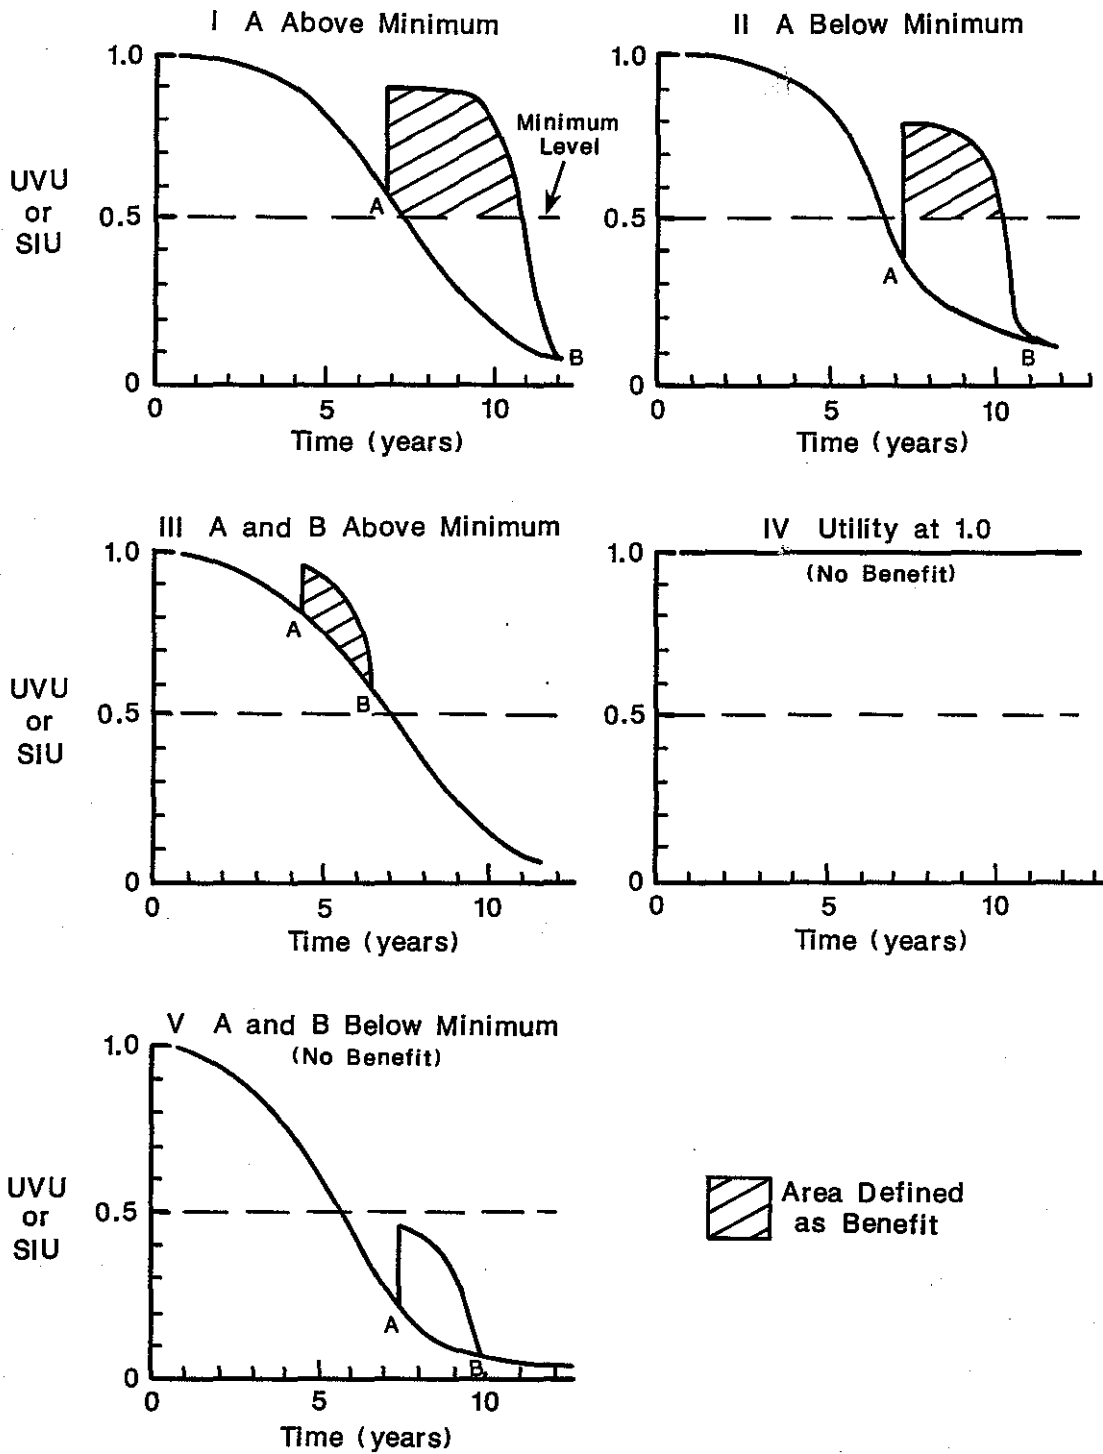 I A Above Minimum
1.0
0.5
0
UVU
or
SIU
A
B
Minimum
Level
0 5 10
Time (years)
II A Below Minimum
1.0
0.5
0
A
B
0 5 10
Time (years)
III A and B Above Minimum
1.0
0.5
0
UVU
or
SIU
A
B
0 5 10
Time (years)
IV Utility at 1.0
(No Benefit)
1.0
0.5
0
0 5 10
Time (years)
V A and B Below Minimum
(No Benefit)
1.0
0.5
0
UVU
or
SIU
A
B
0 5 10
Time (years)
Area Defined
as Benefit